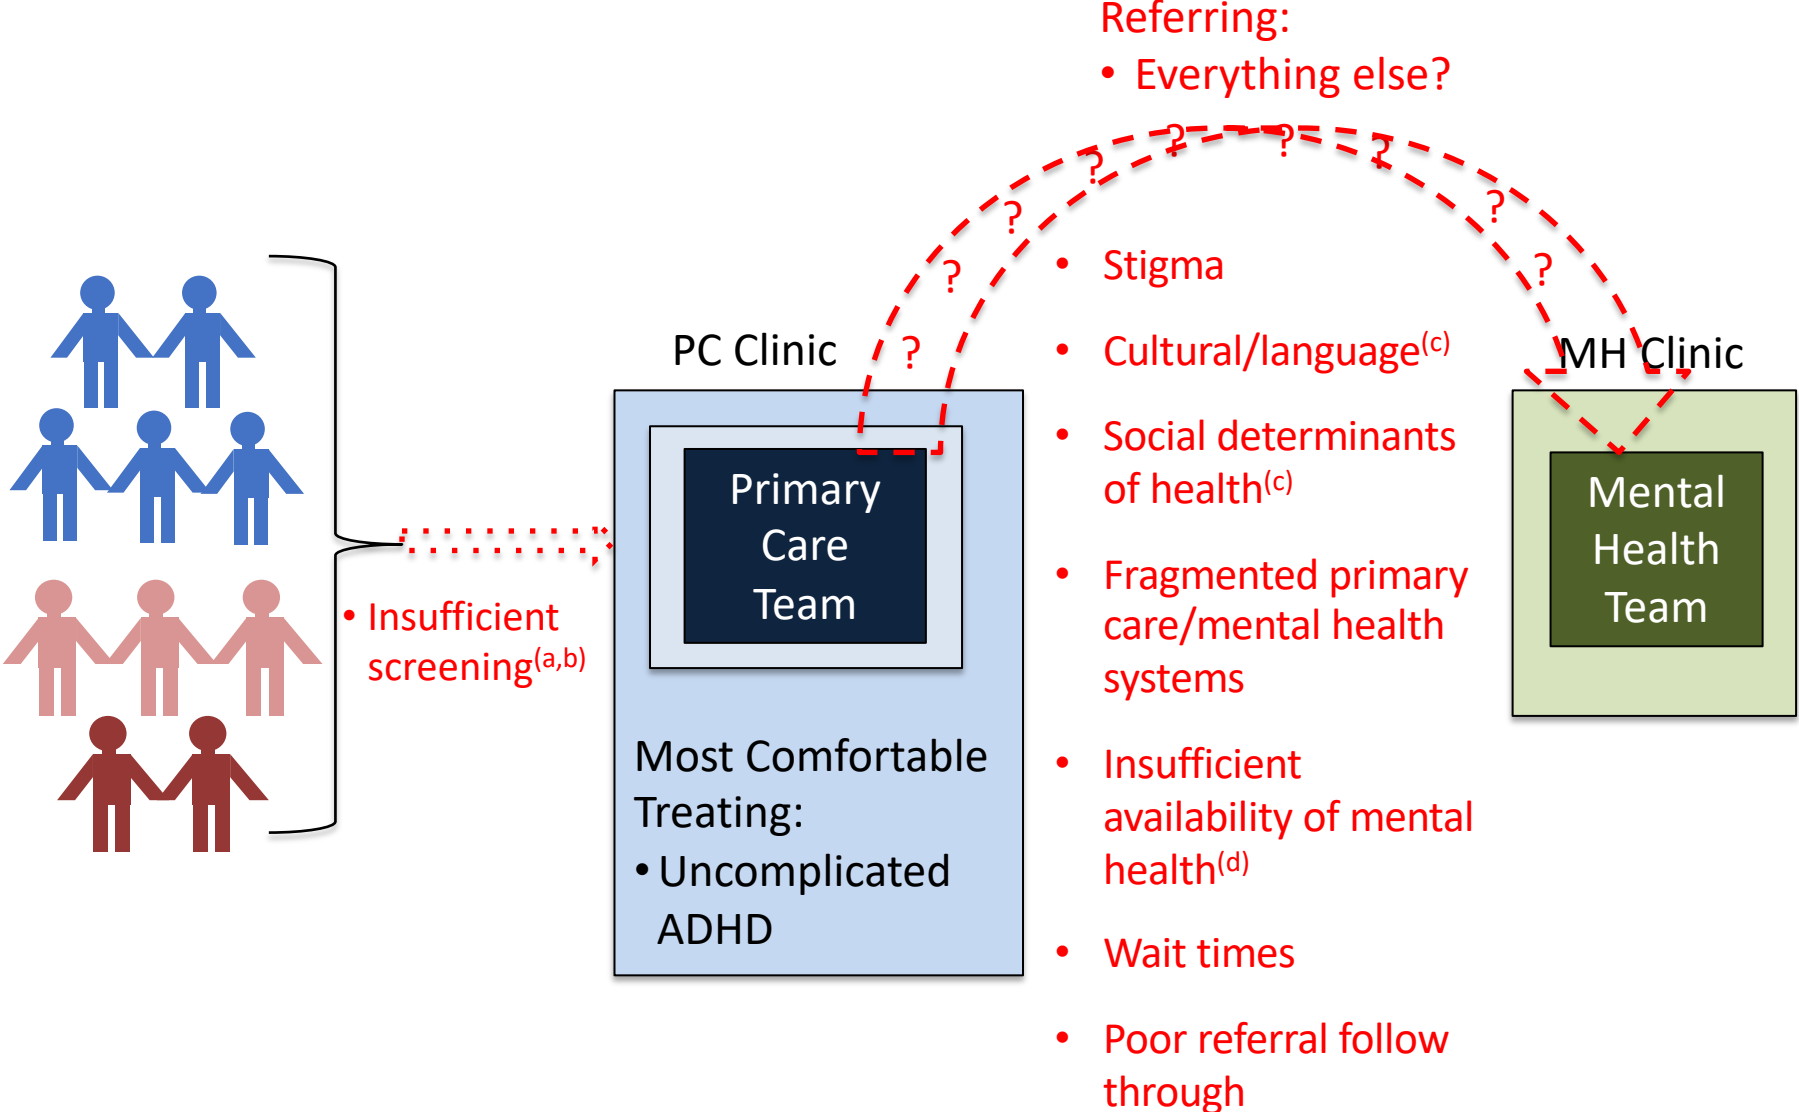 Referring:
• Everything else?
? ? ? ? ? ? ? ? ?
PC Clinic
Primary
Care
Team
Most Comfortable
Treating:
• Uncomplicated
ADHD
• Insufficient
screening(a,b)
• Stigma
• Cultural/language(c)
• Social determinants
of health(c)
• Fragmented primary
care/mental health
systems
• Insufficient
availability of mental
health(d)
• Wait times
• Poor referral follow
through
MH Clinic
Mental
Health
Team